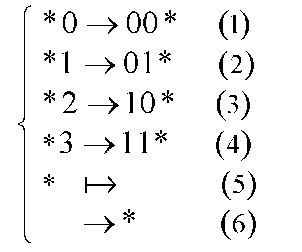 *0 → 00* (1)
*1 → 01* (2)
*2 → 10* (3)
*3 → 11* (4)
* ↦ (5)
→ * (6)